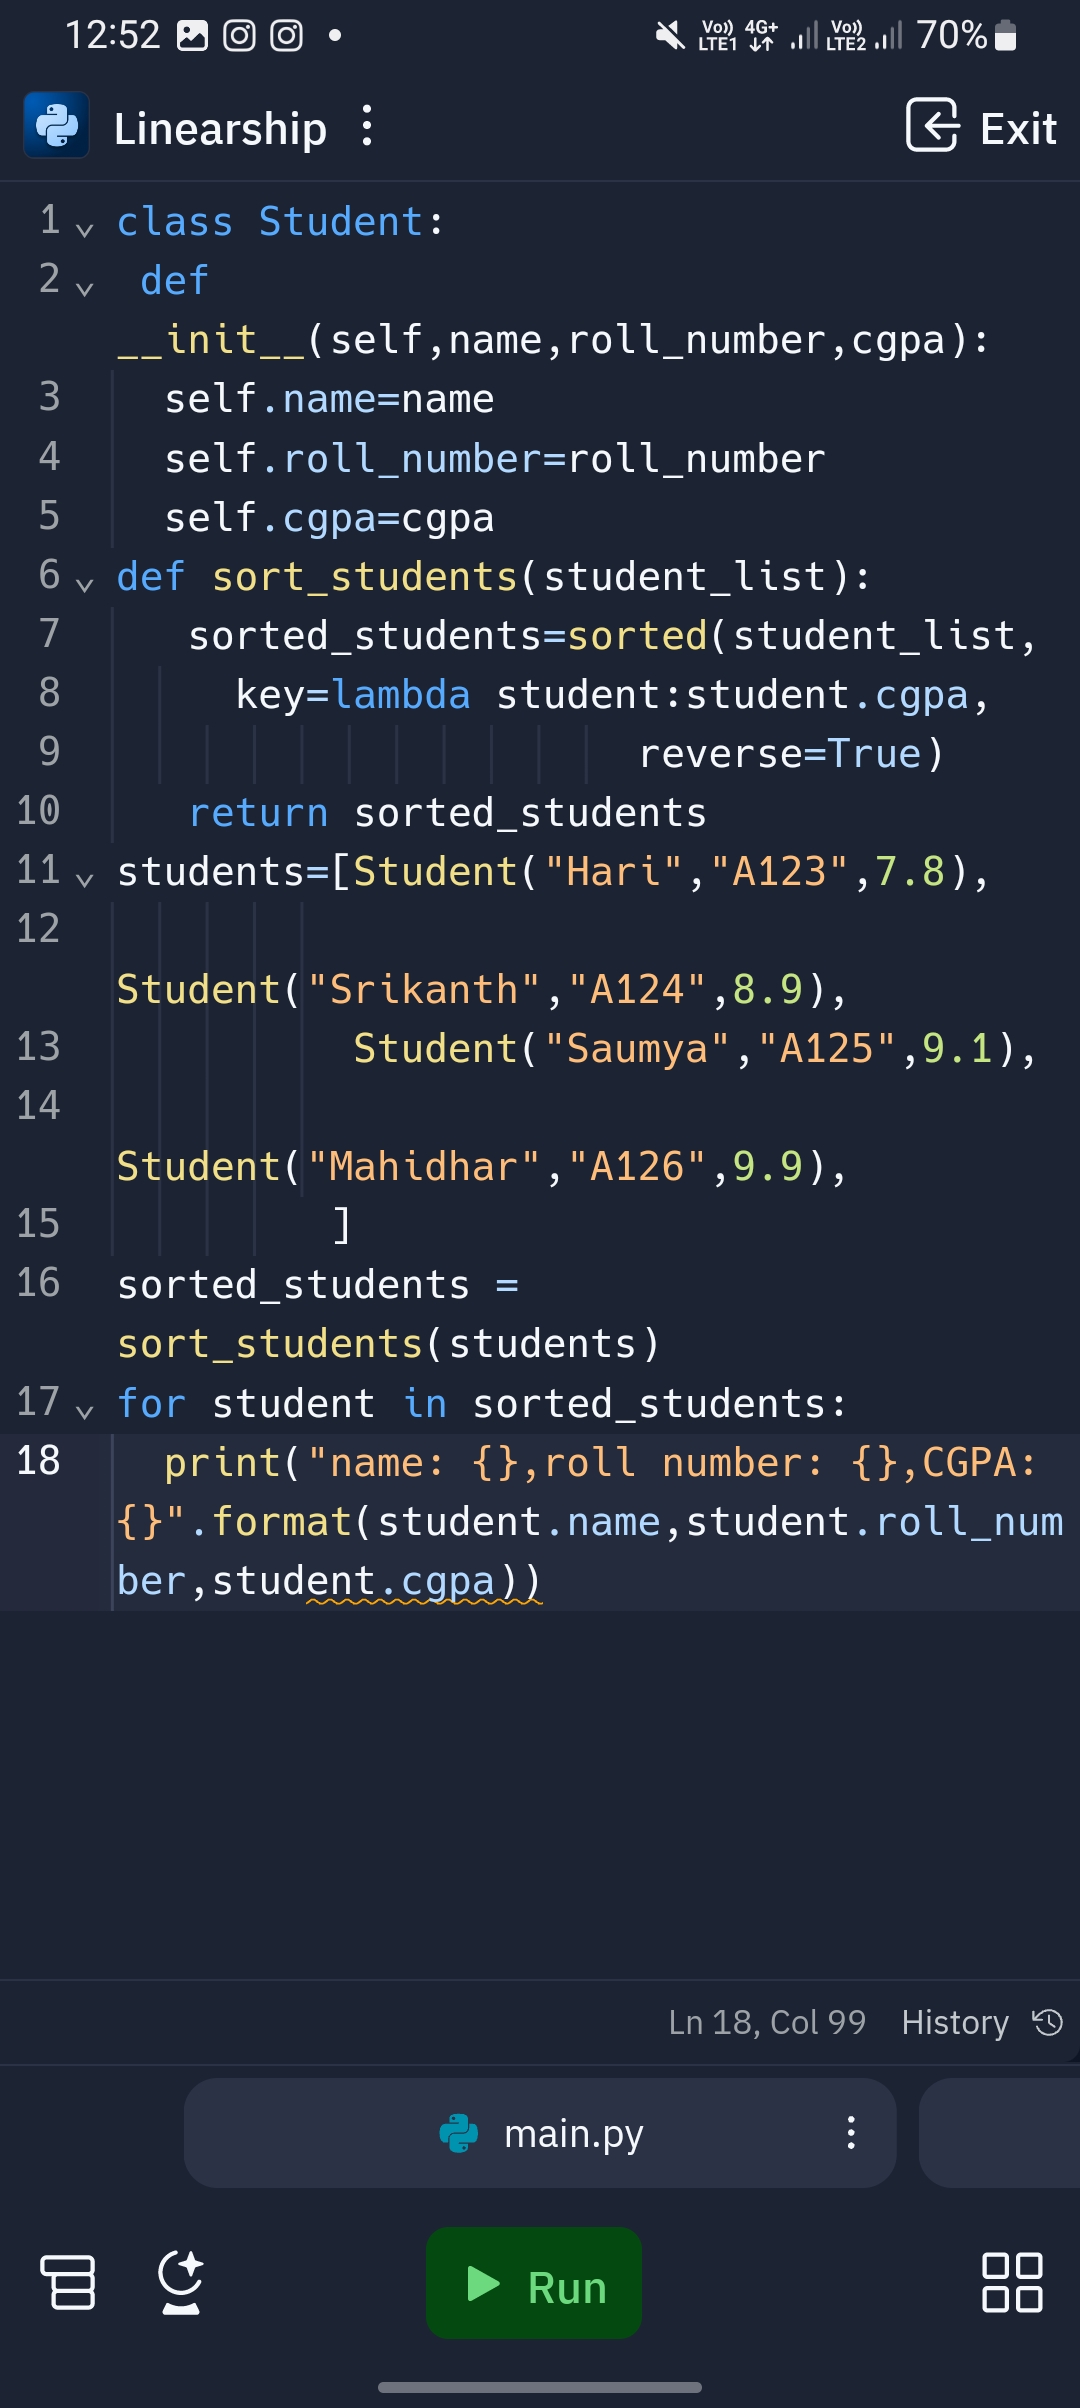 12:52 Vo)) LTE1 4G+ Vo)) LTE2 70%
Linearship Exit
1 class Student:
2 def
__init__(self,name,roll_number,cgpa):
3 self.name=name
4 self.roll_number=roll_number
5 self.cgpa=cgpa
6 def sort_students(student_list):
7 sorted_students=sorted(student_list,
8 key=lambda student:student.cgpa,
9 reverse=True)
10 return sorted_students
11 students=[Student("Hari","A123",7.8),
12
Student("Srikanth","A124",8.9),
13 Student("Saumya","A125",9.1),
14
Student("Mahidhar","A126",9.9),
15 ]
16 sorted_students =
sort_students(students)
17 for student in sorted_students:
18 print("name: {},roll number: {},CGPA:
{}".format(student.name,student.roll_num
ber,student.cgpa))
Ln 18, Col 99 History
main.py
Run